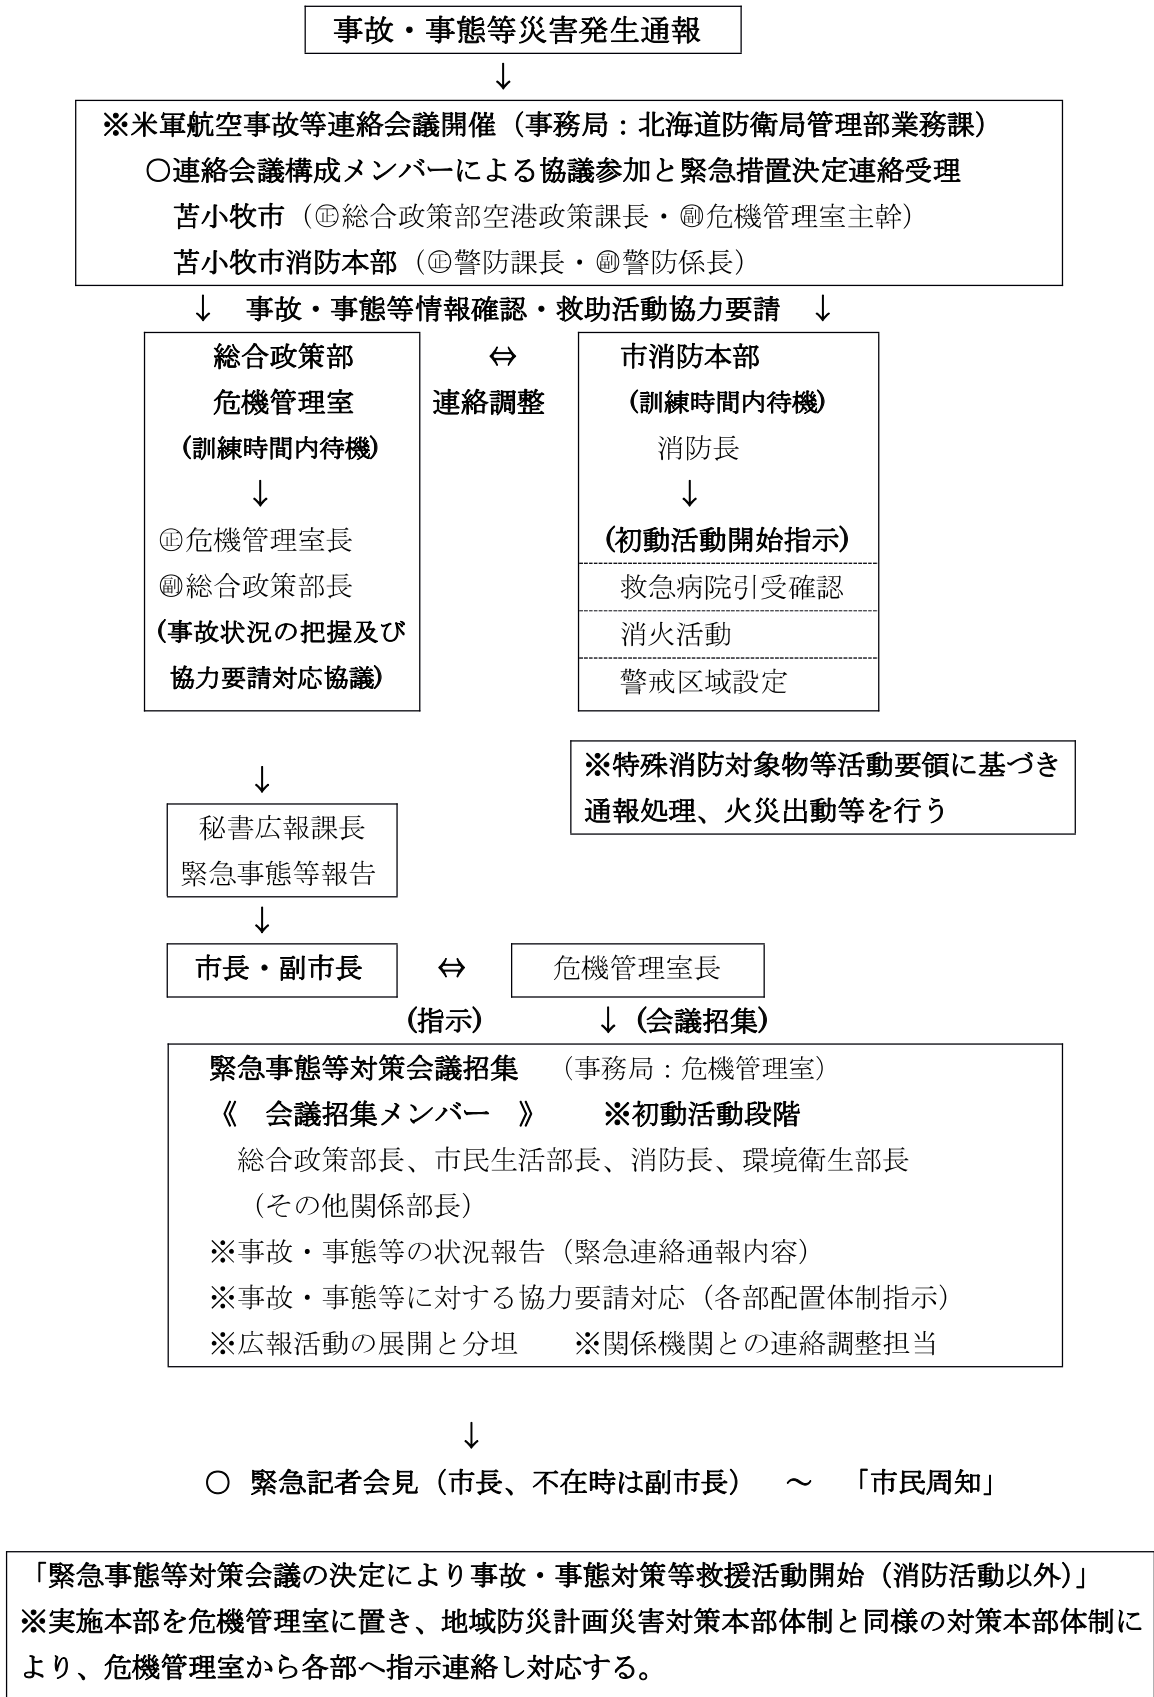 事故・事態等災害発生通報
↓
※米軍航空事故等連絡会議開催（事務局：北海道防衛局管理部業務課）
○連絡会議構成メンバーによる協議参加と緊急措置決定連絡受理
苫小牧市（㊣総合政策部空港政策課長・㊞危機管理室主幹）
苫小牧市消防本部（㊣警防課長・副警防係長）
↓ 事故・事態等情報確認・救助活動協力要請 ↓
総合政策部
危機管理室
(訓練時間内待機)
↓
㊣危機管理室長
副総合政策部長
(事故状況の把握及び
協力要請対応協議)
⇔
連絡調整
市消防本部
(訓練時間内待機)
消防長
↓
(初動活動開始指示)
救急病院引受確認
消火活動
警戒区域設定
※特殊消防対象物等活動要領に基づき
通報処理、火災出動等を行う
↓
秘書広報課長
緊急事態等報告
↓
市長・副市長 ⇔ 危機管理室長
(指示) ↓ (会議招集)
緊急事態等対策会議招集 （事務局：危機管理室）
《 会議招集メンバー 》 ※初動活動段階
総合政策部長、市民生活部長、消防長、環境衛生部長
（その他関係部長）
※事故・事態等の状況報告（緊急連絡通報内容）
※事故・事態等に対する協力要請対応（各部配置体制指示）
※広報活動の展開と分坦 ※関係機関との連絡調整担当
↓
○ 緊急記者会見（市長、不在時は副市長） ～ 「市民周知」
「緊急事態等対策会議の決定により事故・事態対策等救援活動開始（消防活動以外）」
※実施本部を危機管理室に置き、地域防災計画災害対策本部体制と同様の対策本部体制に
より、危機管理室から各部へ指示連絡し対応する。